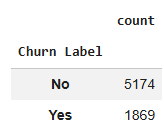 count
Churn Label
No 5174
Yes 1869